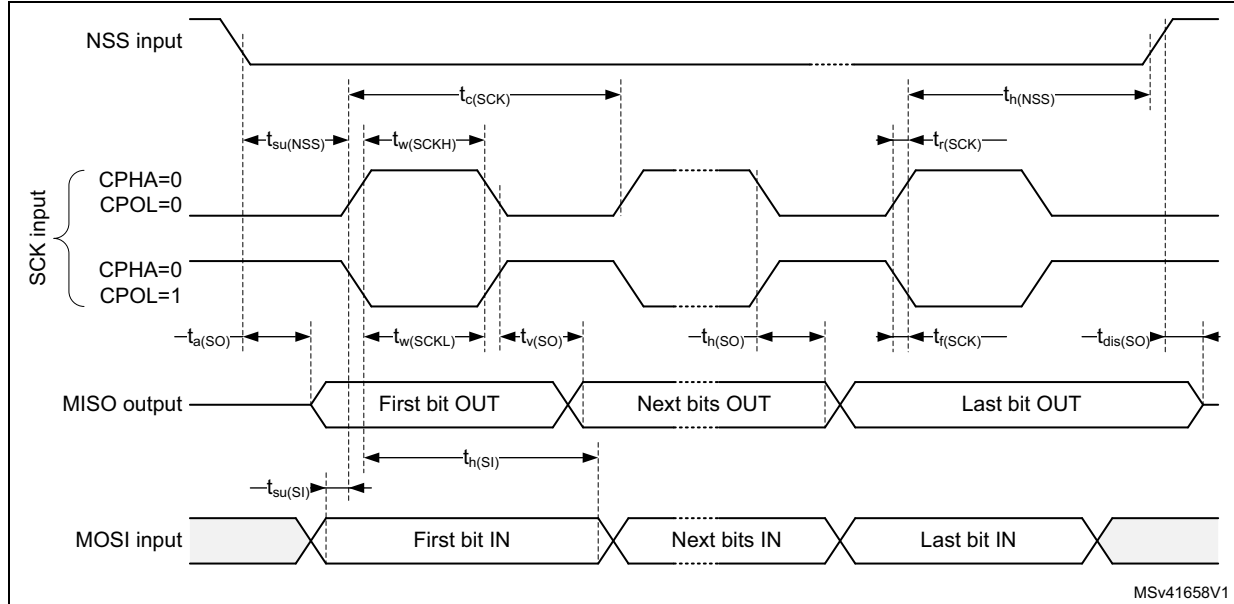 NSS input
tc(SCK)
th(NSS)
tsu(NSS)
tw(SCKH)
tr(SCK)
SCK input
CPHA=0
CPOL=0
CPHA=0
CPOL=1
ta(SO)
tw(SCKL)
tv(SO)
th(SO)
tf(SCK)
tdis(SO)
MISO output
First bit OUT
Next bits OUT
Last bit OUT
th(SI)
tsu(SI)
MOSI input
First bit IN
Next bits IN
Last bit IN
MSv41658V1